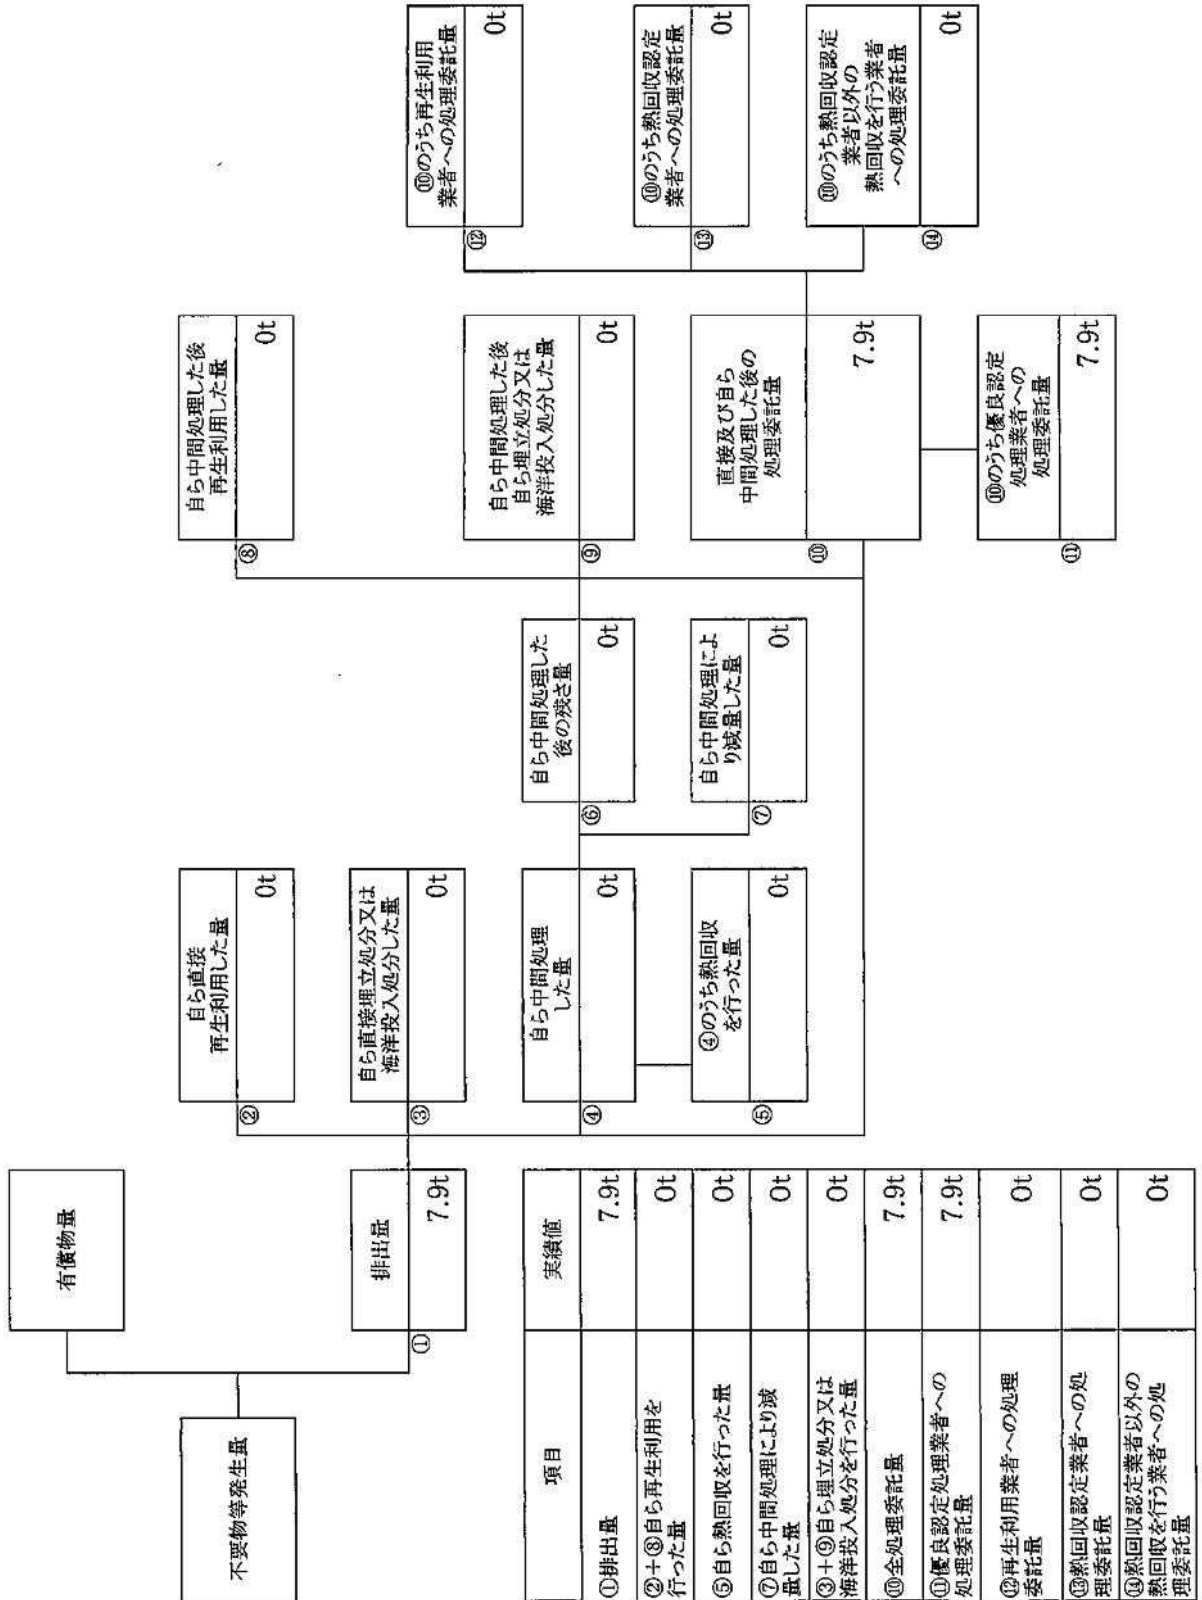 不要物等発生量
有償物量
排出量
①
7.9t
自ら直接
再生利用した量
②
0t
自ら直接埋立処分又は
海洋投入処分した量
③
0t
自ら中間処理
した量
④
0t
④のうち熱回収
を行った量
⑤
0t
自ら中間処理した
後の残さ量
⑥
0t
自ら中間処理によ
り減量した量
⑦
0t
自ら中間処理した後
再生利用した量
⑧
0t
自ら中間処理した後
自ら埋立処分又は
海洋投入処分した量
⑨
0t
直接及び自ら
中間処理した後の
処理委託量
⑩
7.9t
⑩のうち優良認定
処理業者への
処理委託量
⑪
7.9t
⑩のうち再生利用
業者への処理委託量
⑫
0t
⑩のうち熱回収認定
業者への処理委託量
⑬
0t
⑩のうち熱回収認定
業者以外の
熱回収を行う業者
への処理委託量
⑭
0t
項目
実績値
①排出量
7.9t
②+⑧自ら再生利用を
行った量
0t
⑤自ら熱回収を行った量
0t
⑦自ら中間処理により減
量した量
0t
③+⑨自ら埋立処分又は
海洋投入処分を行った量
0t
⑩全処理委託量
7.9t
⑪優良認定処理業者への
処理委託量
7.9t
⑫再生利用業者への処理
委託量
0t
⑬熱回収認定業者への処
理委託量
0t
⑭熱回収認定業者以外の
熱回収を行う業者への処
理委託量
0t